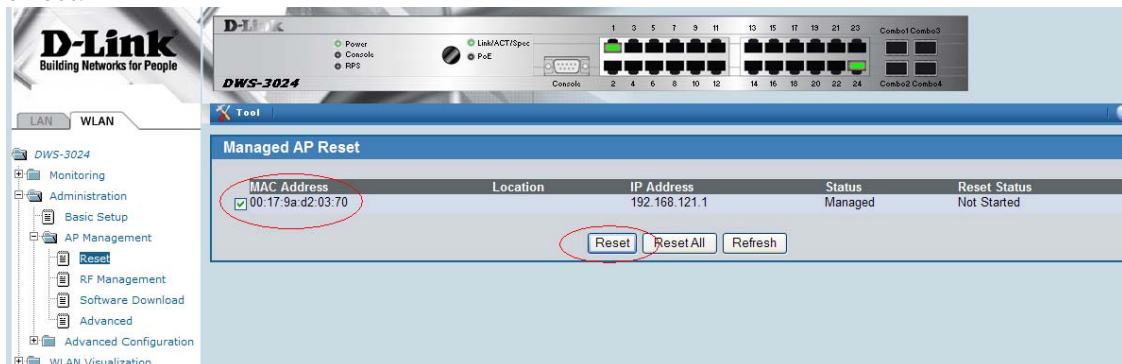 D-Link
Building Networks for People
D-Link
Power
Console
RPS
Link/ACT/Spee
PoE
Console
1 3 5 7 9 11 13 15 17 19 21 23 Combo1 Combo3
2 4 6 8 10 12 14 16 18 20 22 24 Combo2 Combo4
DWS-3024
LAN WLAN
Tool
DWS-3024
Monitoring
Administration
Basic Setup
AP Management
Reset
RF Management
Software Download
Advanced
Advanced Configuration
WLAN Visualization
Managed AP Reset
MAC Address Location IP Address Status Reset Status
00:17:9a:d2:03:70 192.168.121.1 Managed Not Started
Reset Reset All Refresh